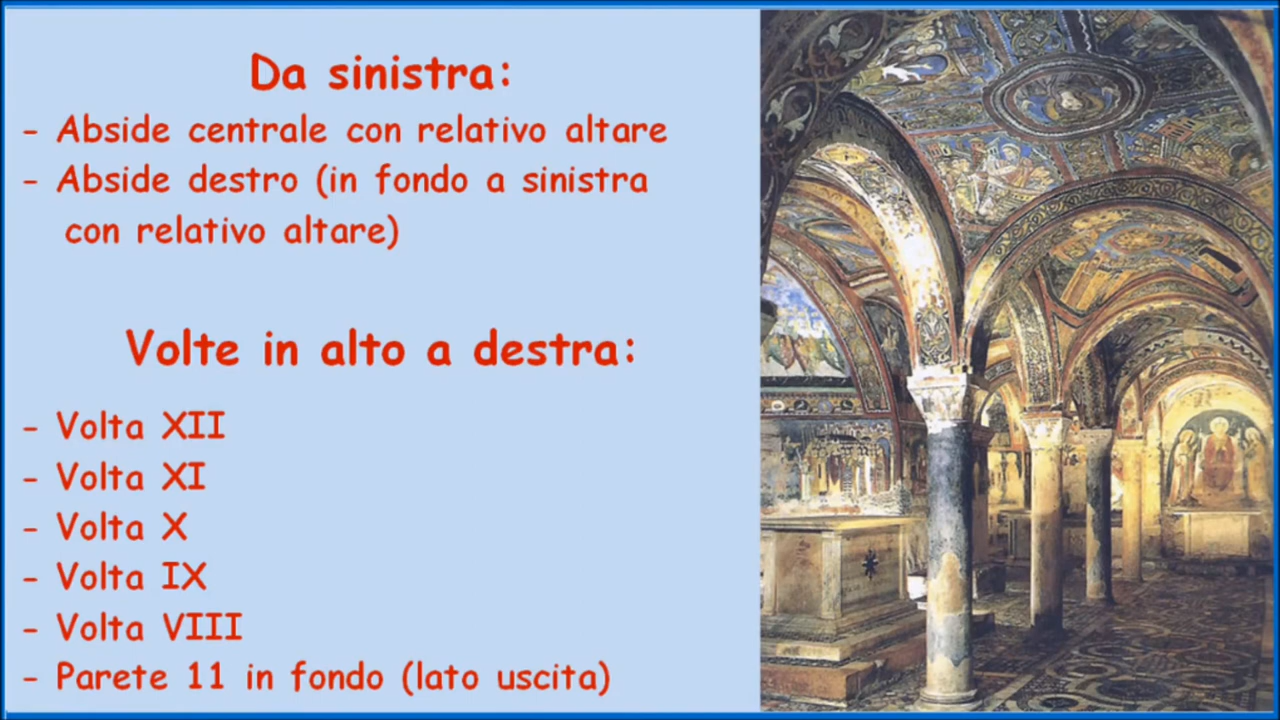 Da sinistra:
- Abside centrale con relativo altare
- Abside destro (in fondo a sinistra
con relativo altare)
Volte in alto a destra:
- Volta XII
- Volta XI
- Volta X
- Volta IX
- Volta VIII
- Parete 11 in fondo (lato uscita)